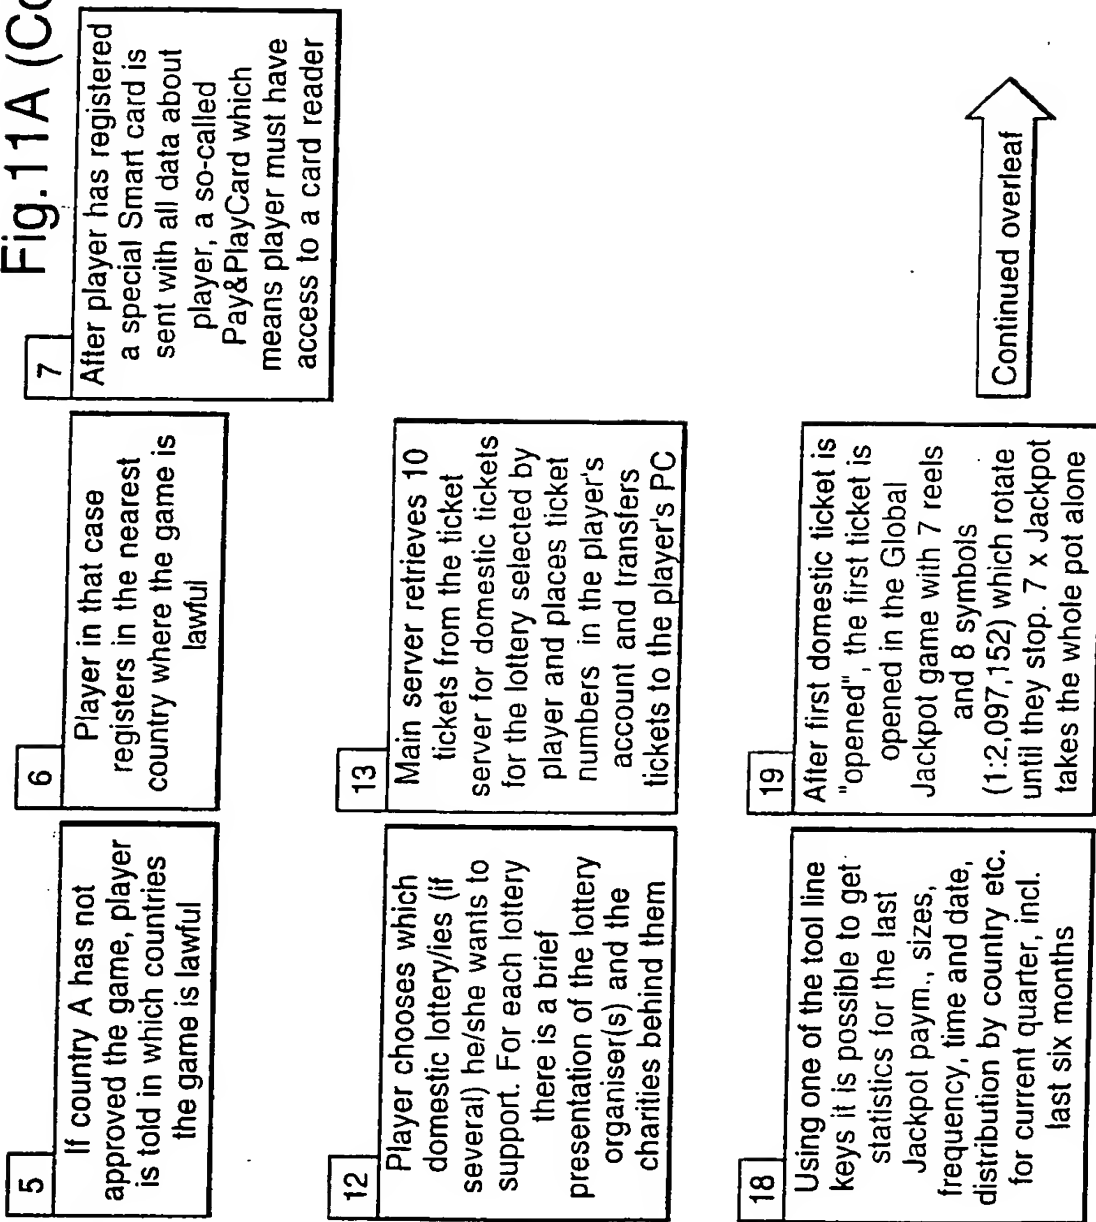 Fig.11A (Co
5
If country A has not
approved the game, player
is told in which countries
the game is lawful
6
Player in that case
registers in the nearest
country where the game is
lawful
7
After player has registered
a special Smart card is
sent with all data about
player, a so-called
Pay&PlayCard which
means player must have
access to a card reader
12
Player chooses which
domestic lottery/ies (if
several) he/she wants to
support. For each lottery
there is a brief
presentation of the lottery
organiser(s) and the
charities behind them
13
Main server retrieves 10
tickets from the ticket
server for domestic tickets
for the lottery selected by
player and places ticket
numbers in the player's
account and transfers
tickets to the player's PC
18
Using one of the tool line
keys it is possible to get
statistics for the last
Jackpot paym., sizes,
frequency, time and date,
distribution by country etc.
for current quarter, incl.
last six months
19
After first domestic ticket is
"opened", the first ticket is
opened in the Global
Jackpot game with 7 reels
and 8 symbols
(1:2,097,152) which rotate
until they stop. 7 x Jackpot
takes the whole pot alone
Continued overleaf